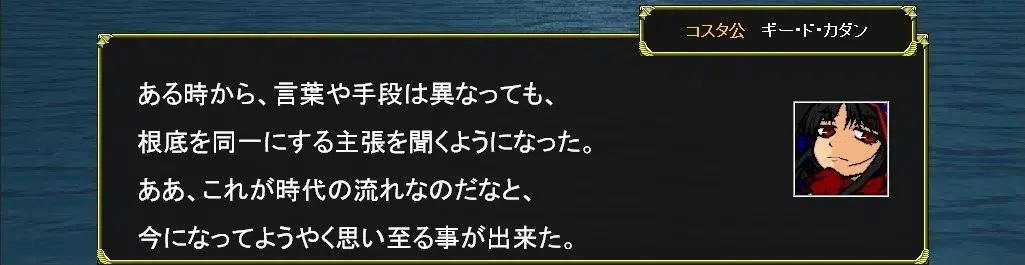 コスタ公　ギー・ド・カダン
ある時から、言葉や手段は異なっても、
根底を同一にする主張を聞くようになった。
ああ、これが時代の流れなのだなと、
今になってようやく思い至る事が出来た。